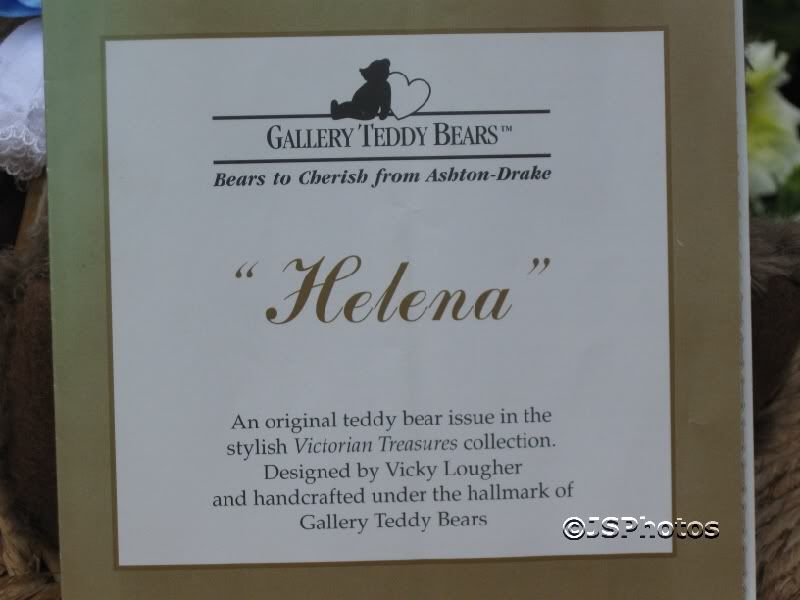 GALLERY TEDDY BEARS™
Bears to Cherish from Ashton-Drake
“Helena”
An original teddy bear issue in the
stylish Victorian Treasures collection.
Designed by Vicky Lougher
and handcrafted under the hallmark of
Gallery Teddy Bears
©JSPhotos